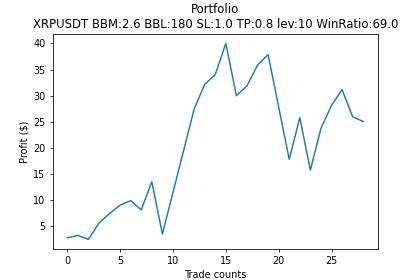 Portfolio
XRPUSDT BBM:2.6 BBL:180 SL:1.0 TP:0.8 lev:10 WinRatio:69.0
40
35
30
25
20
15
10
5
Profit ($)
0 5 10 15 20 25
Trade counts